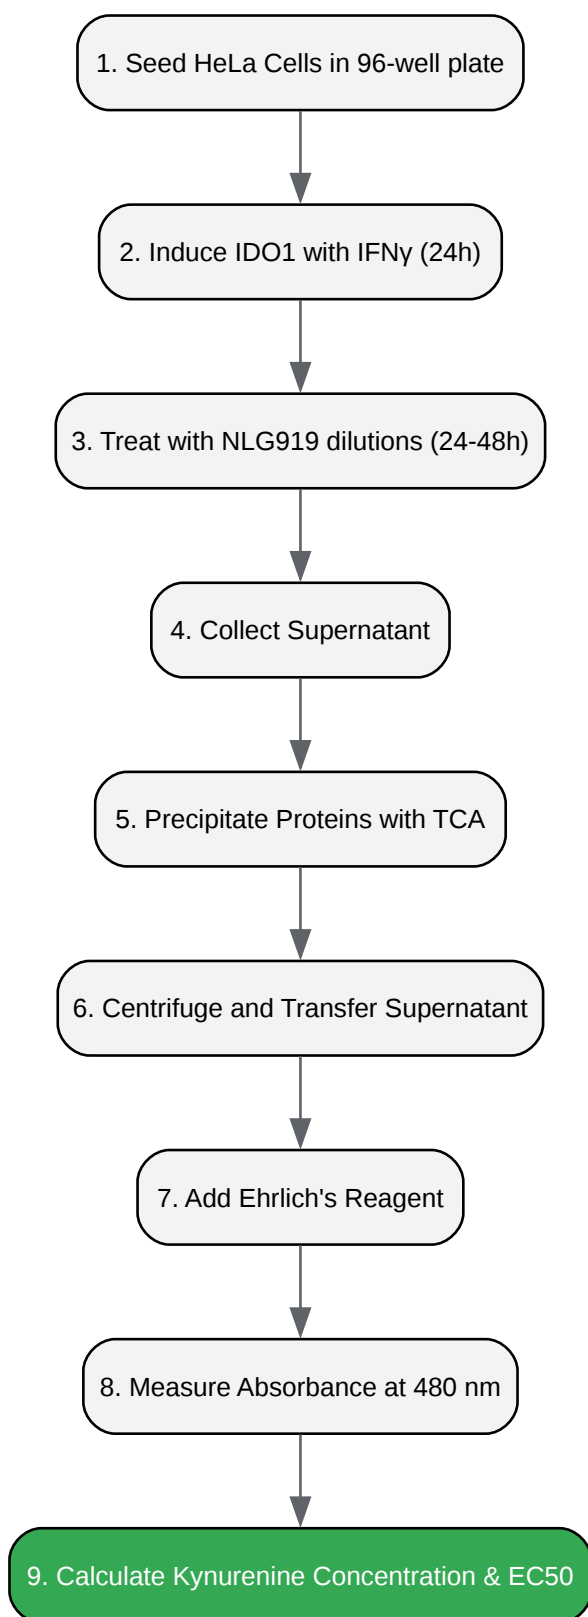 1. Seed HeLa Cells in 96-well plate
2. Induce IDO1 with IFNγ (24h)
3. Treat with NLG919 dilutions (24-48h)
4. Collect Supernatant
5. Precipitate Proteins with TCA
6. Centrifuge and Transfer Supernatant
7. Add Ehrlich's Reagent
8. Measure Absorbance at 480 nm
9. Calculate Kynurenine Concentration & EC50